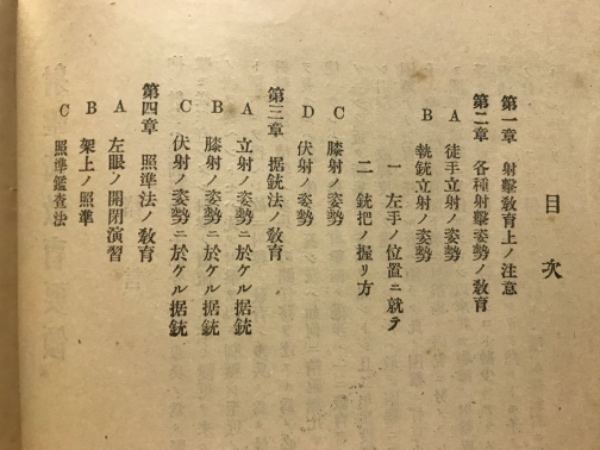 目次
第一章 射擊敎育上ノ注意
第二章 各種射擊姿勢ノ敎育
A 徒手立射ノ姿勢
B 執銃立射ノ姿勢
一 左手ノ位置ニ就テ
二 銃把ノ握リ方
C 膝射ノ姿勢
D 伏射ノ姿勢
第三章 据銃法ノ敎育
A 立射ノ姿勢ニ於ケル据銃
B 膝射ノ姿勢ニ於ケル据銃
C 伏射ノ姿勢ニ於ケル据銃
第四章 照準法ノ敎育
A 左眼ノ開閉演習
B 架上ノ照準
C 照準鑑査法